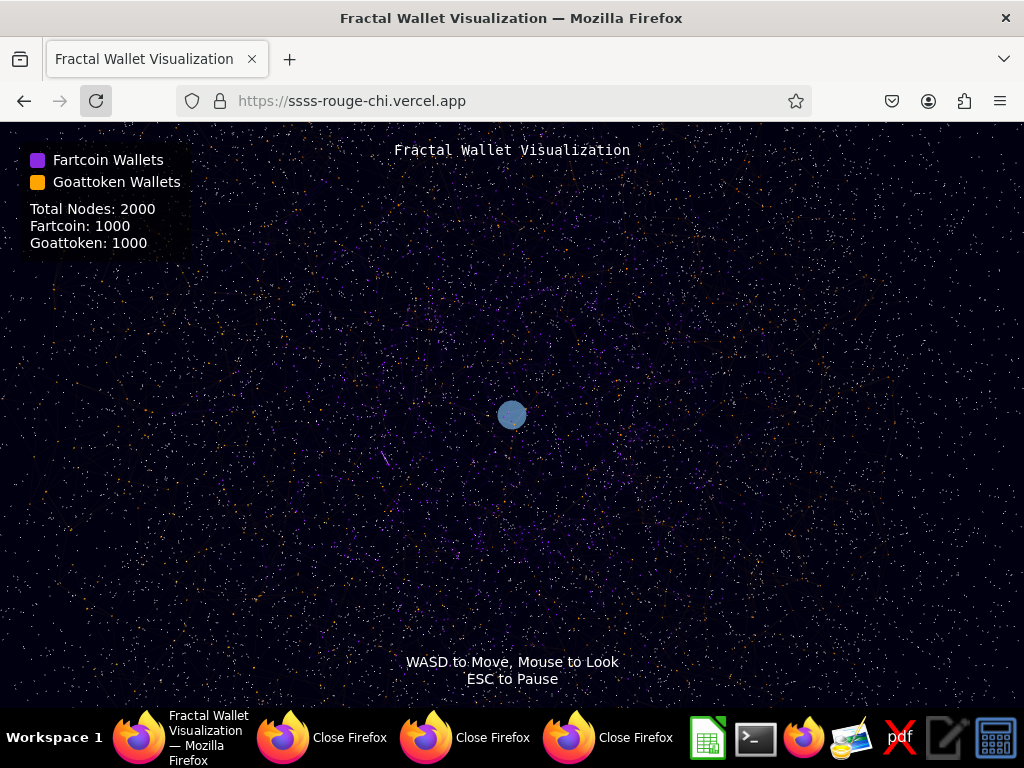 Fractal Wallet Visualization — Mozilla Firefox
Fractal Wallet Visualization
https://ssss-rouge-chi.vercel.app
Fractal Wallet Visualization
Fartcoin Wallets
Goattoken Wallets
Total Nodes: 2000
Fartcoin: 1000
Goattoken: 1000
WASD to Move, Mouse to Look
ESC to Pause
Workspace 1
Fractal Wallet
Visualization
— Mozilla
Firefox
Close Firefox
Close Firefox
Close Firefox
pdf